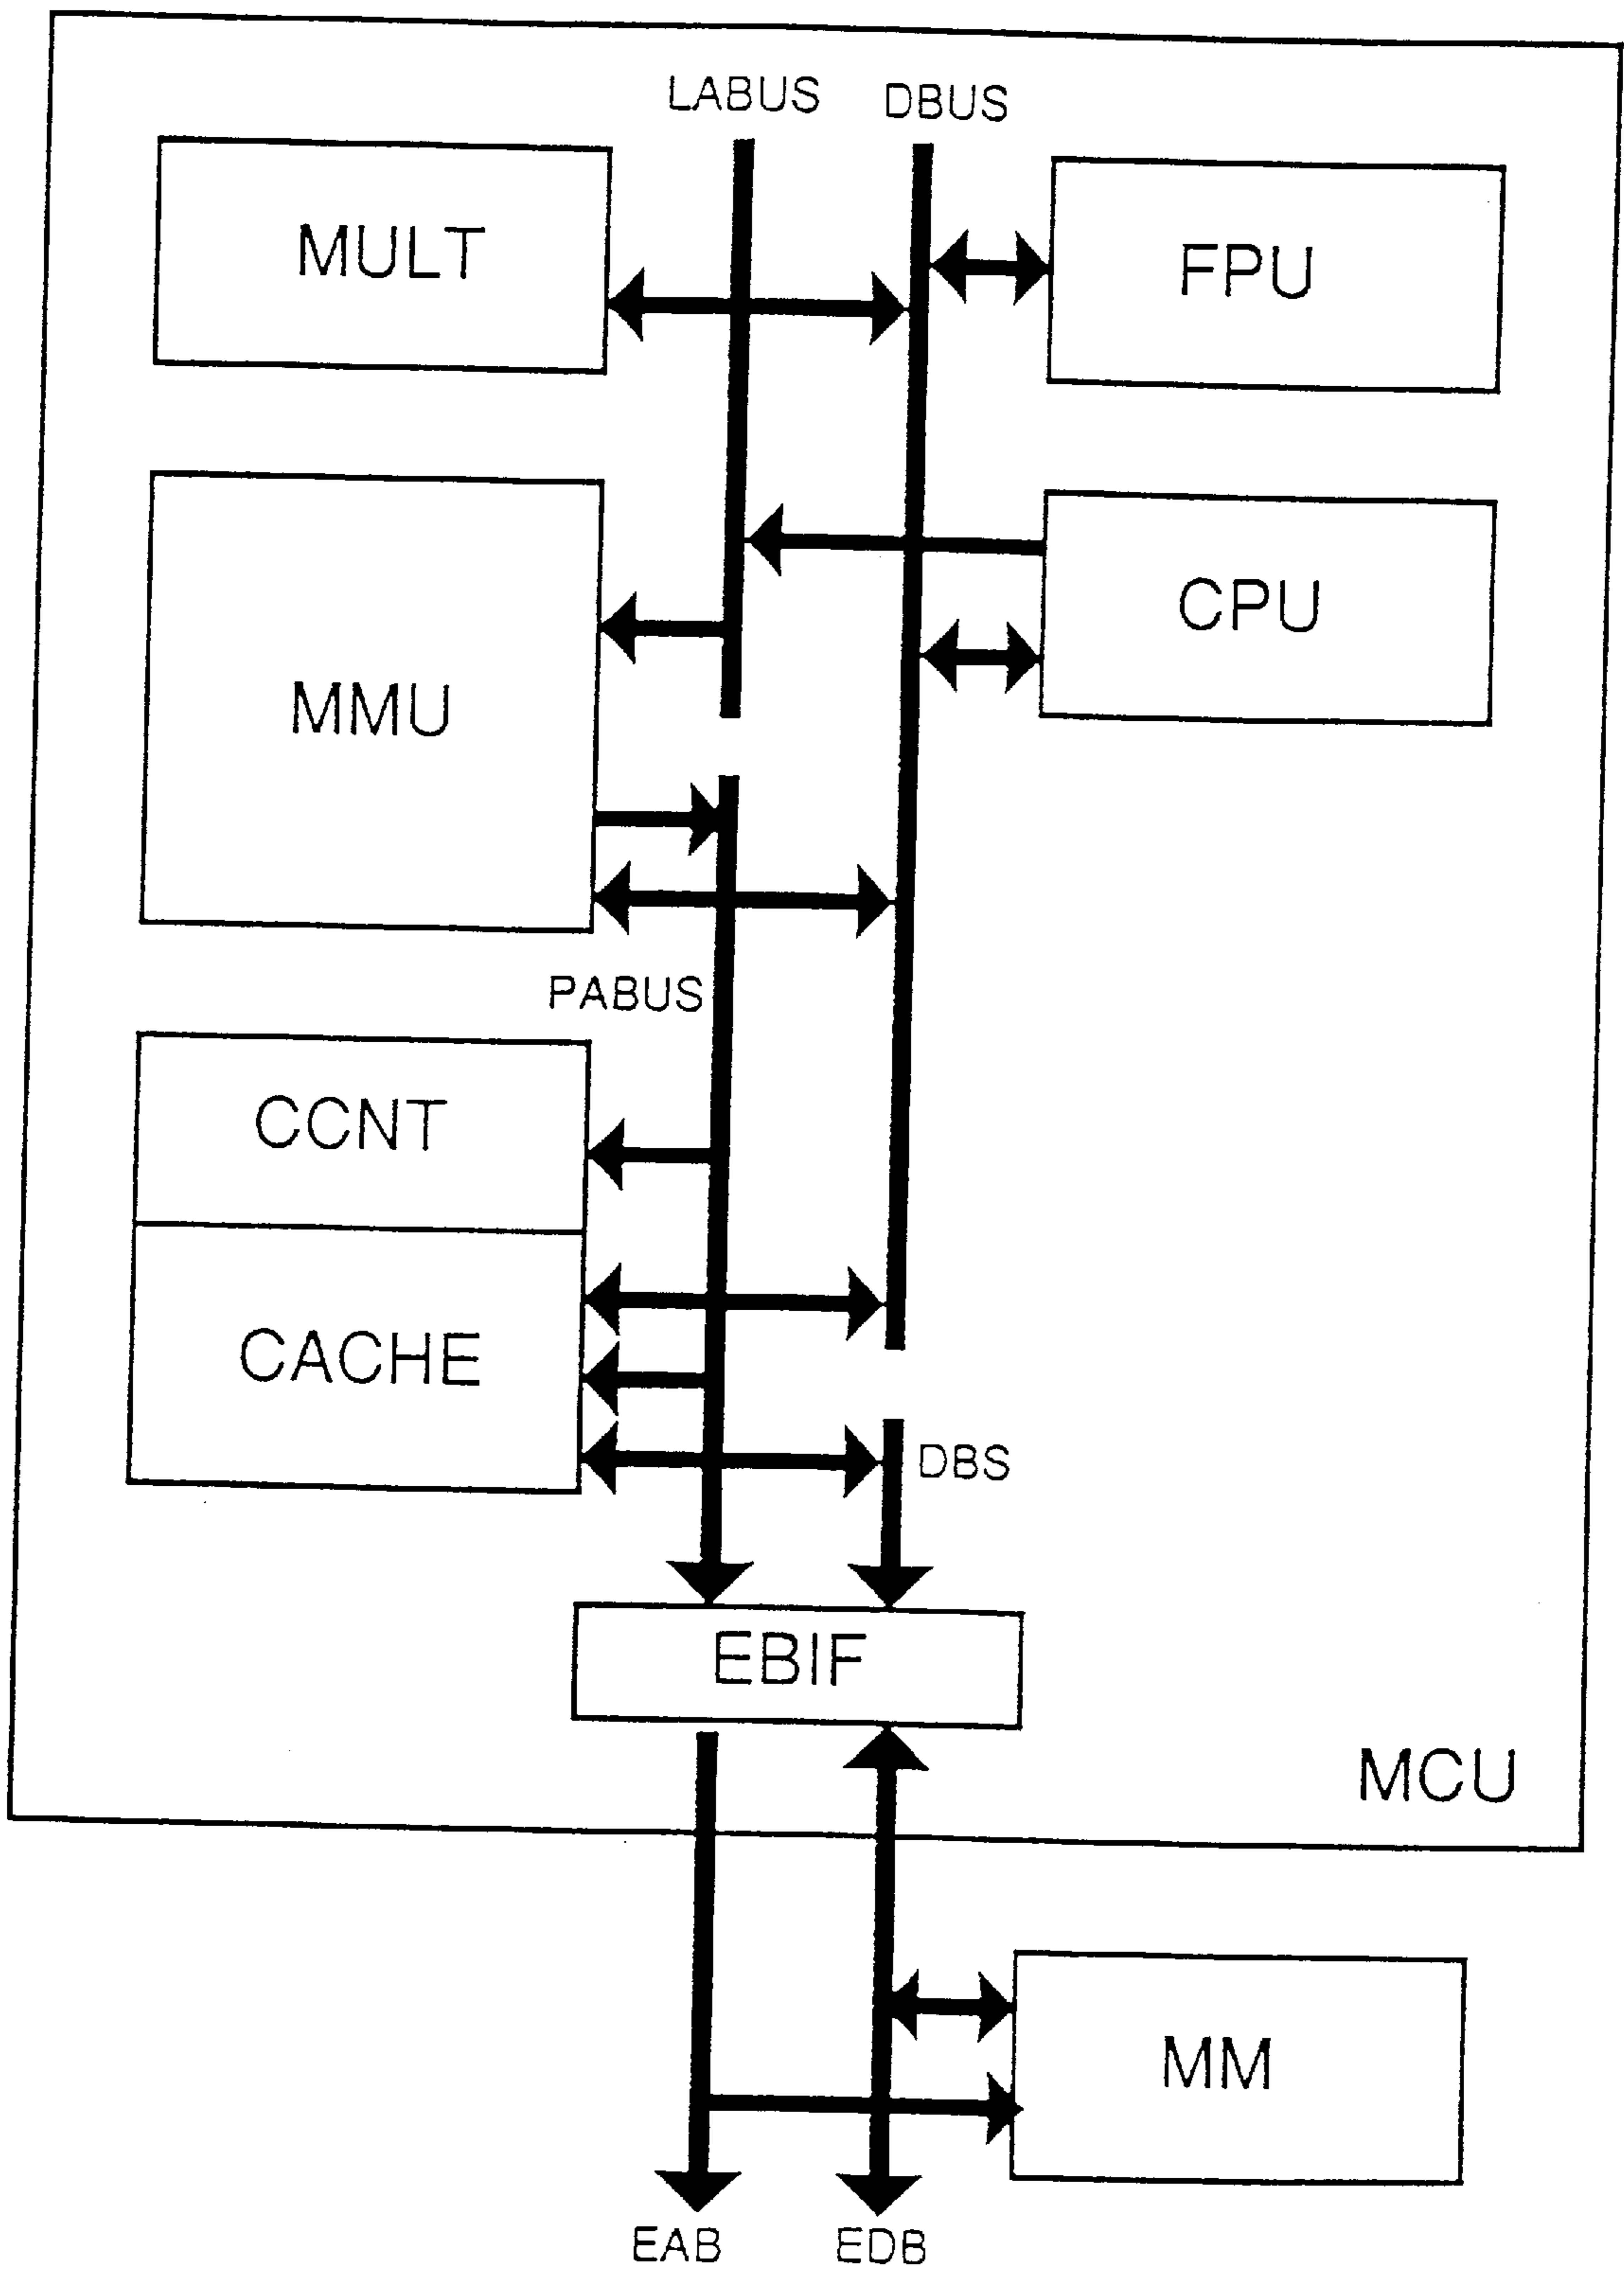 LABUS
DBUS
MULT
FPU
CPU
MMU
PABUS
CCNT
CACHE
DBS
EBIF
MCU
MM
EAB
EDB